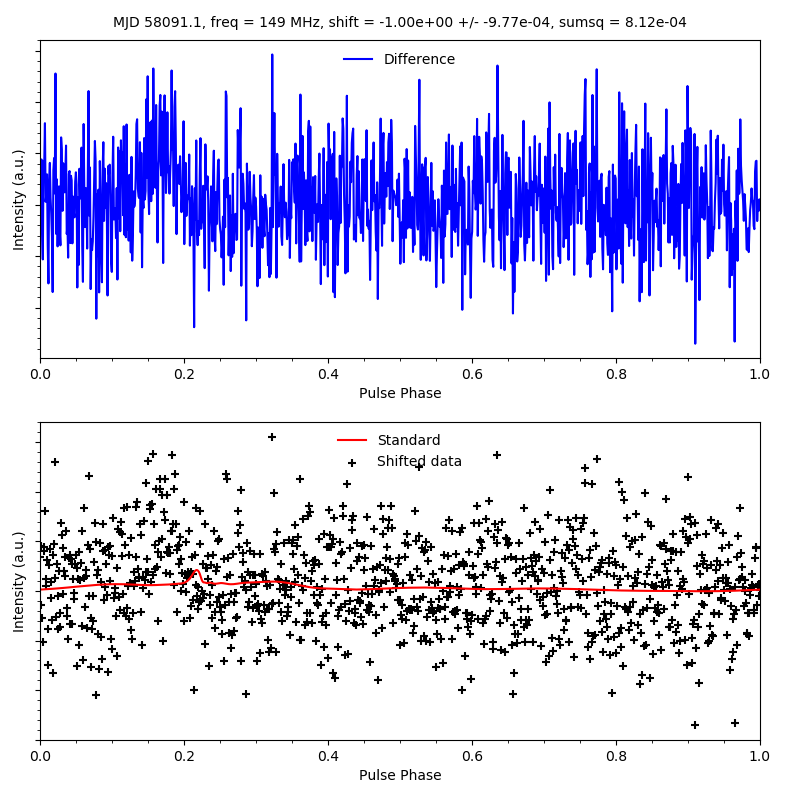 MJD 58091.1, freq = 149 MHz, shift = -1.00e+00 +/- -9.77e-04, sumsq = 8.12e-04
Difference
Intensity (a.u.)
0.0 0.2 0.4 0.6 0.8 1.0
Pulse Phase
Standard
Shifted data
Intensity (a.u.)
0.0 0.2 0.4 0.6 0.8 1.0
Pulse Phase